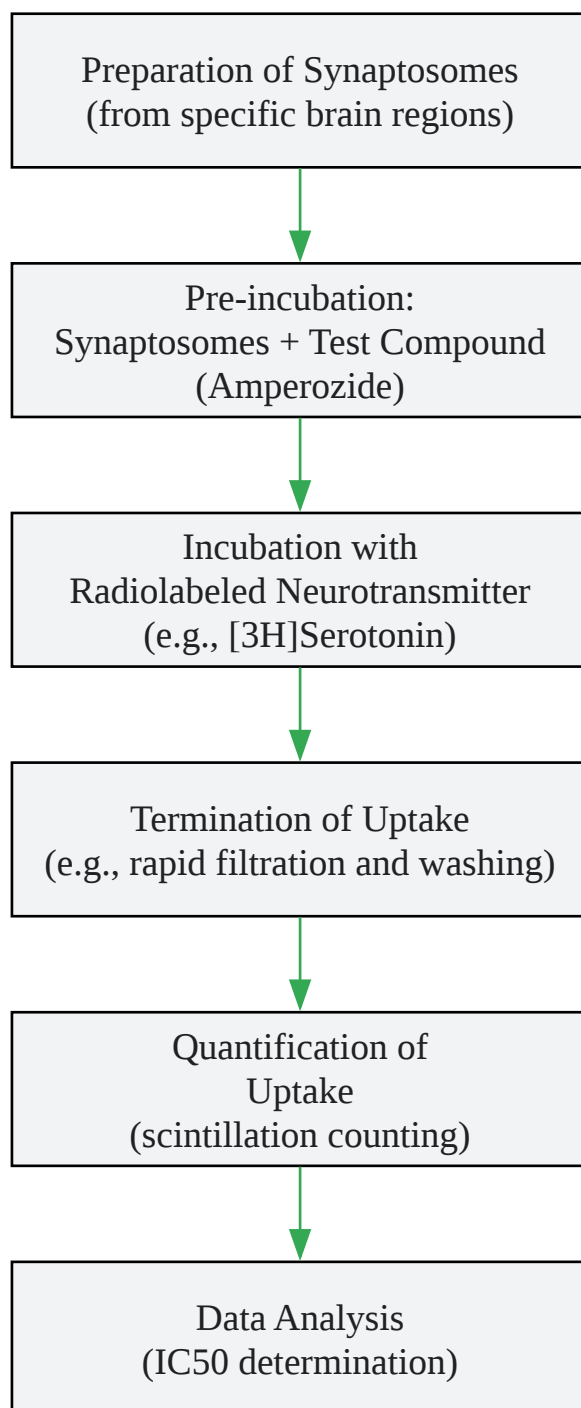 Preparation of Synaptosomes
(from specific brain regions)
Pre-incubation:
Synaptosomes + Test Compound
(Amperozide)
Incubation with
Radiolabeled Neurotransmitter
(e.g., [3H]Serotonin)
Termination of Uptake
(e.g., rapid filtration and washing)
Quantification of
Uptake
(scintillation counting)
Data Analysis
(IC50 determination)